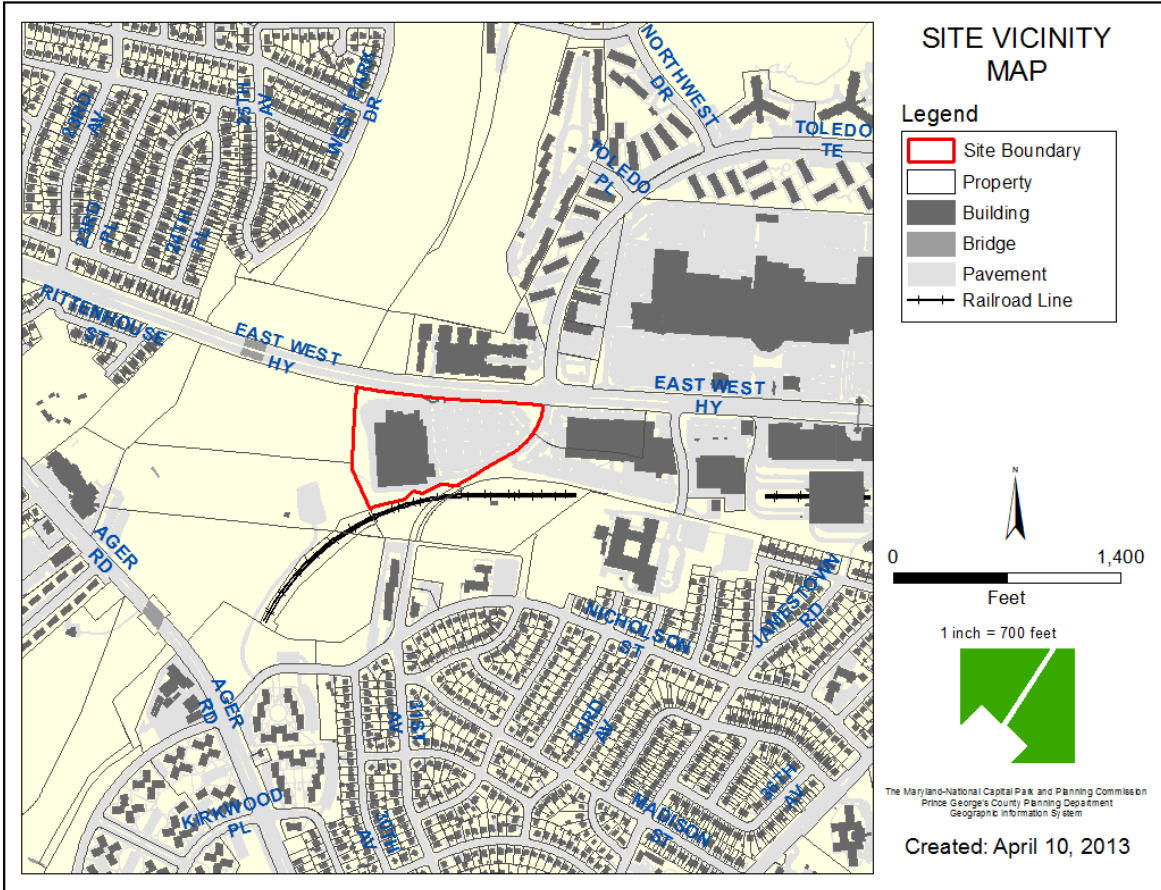 SITE VICINITY
MAP
Legend
Site Boundary
Property
Building
Bridge
Pavement
Railroad Line
N
0 1,400
Feet
1 inch = 700 feet
The Maryland-National Capital Park and Planning Commission
Prince George's County Planning Department
Geographic Information System
Created: April 10, 2013
23RD
AV
25TH
AV
WEST PARK
DR
NORTHWEST
DR
TOLEDO
TE
TOLEDO
PL
23RD
PL
24TH
PL
RITTENHOUSE
ST
EAST WEST
HY
EAST WEST
HY
AGER
RD
NICHOLSON
ST
JAMESTOWN
RD
AGER
RD
31ST
AV
33RD
AV
KIRKWOOD
PL
30TH
AV
MADISON
ST
36TH
AV